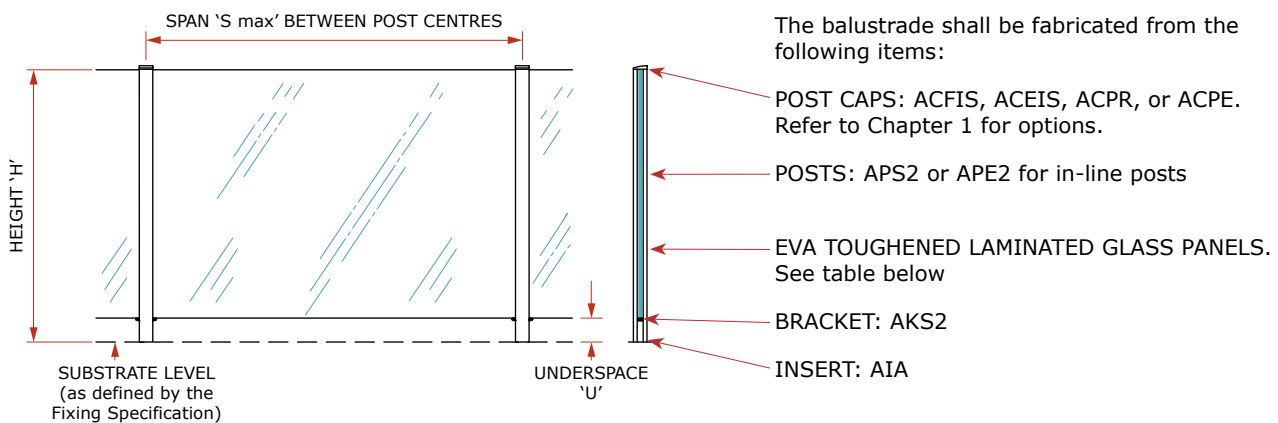 SPAN ‘S max’ BETWEEN POST CENTRES
HEIGHT ‘H’
SUBSTRATE LEVEL
(as defined by the
Fixing Specification)
UNDERSPACE
‘U’
The balustrade shall be fabricated from the
following items:
POST CAPS: ACFIS, ACEIS, ACPR, or ACPE.
Refer to Chapter 1 for options.
POSTS: APS2 or APE2 for in-line posts
EVA TOUGHENED LAMINATED GLASS PANELS.
See table below
BRACKET: AKS2
INSERT: AIA